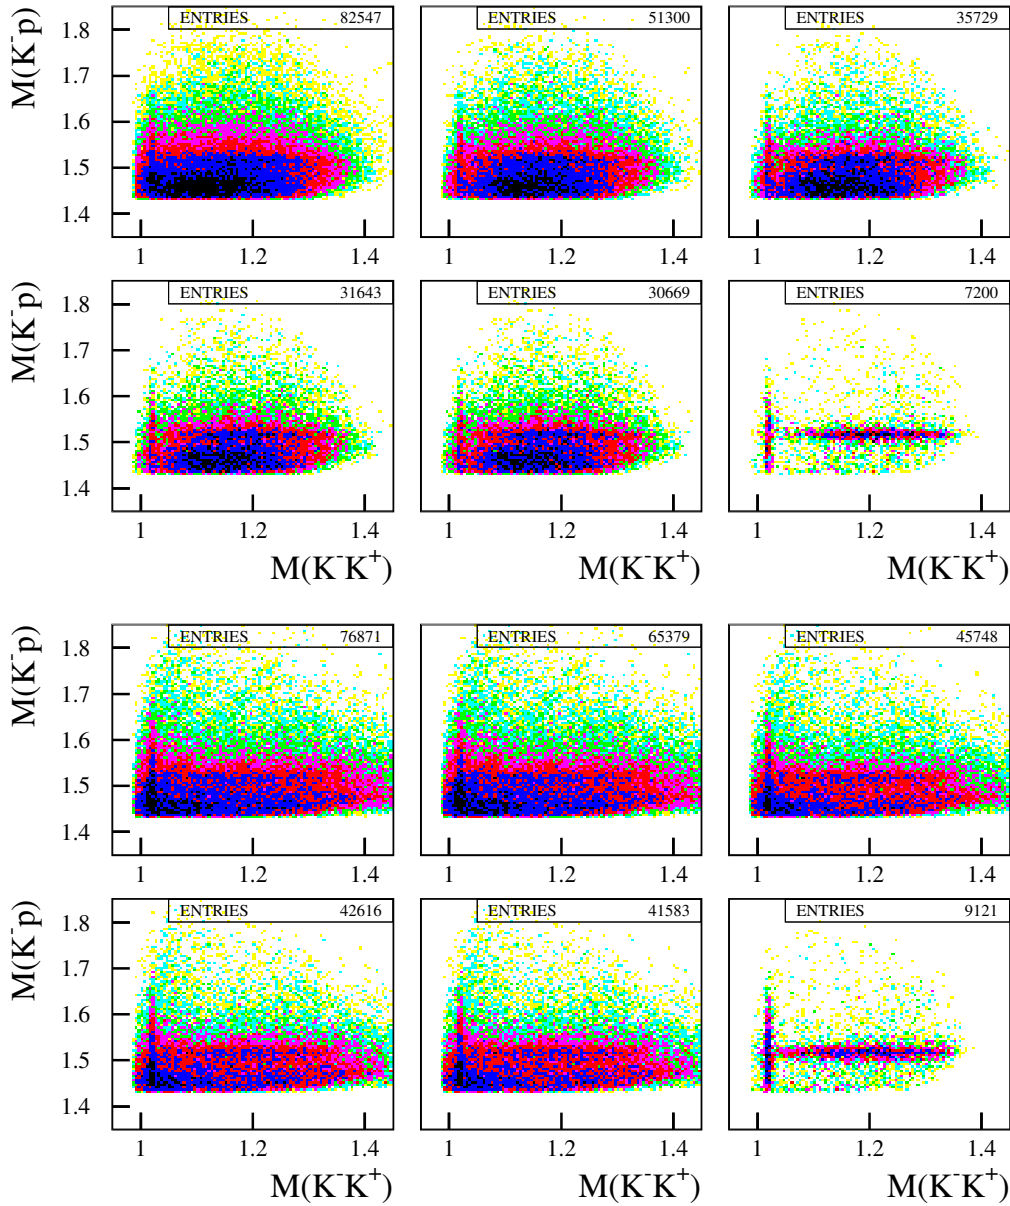 M(K⁻p)
1.8
1.7
1.6
1.5
1.4
ENTRIES 82547
1 1.2 1.4
ENTRIES 51300
1 1.2 1.4
ENTRIES 35729
1 1.2 1.4
M(K⁻p)
1.8
1.7
1.6
1.5
1.4
ENTRIES 31643
1 1.2 1.4
M(K⁻K⁺)
ENTRIES 30669
1 1.2 1.4
M(K⁻K⁺)
ENTRIES 7200
1 1.2 1.4
M(K⁻K⁺)
M(K⁻p)
1.8
1.7
1.6
1.5
1.4
ENTRIES 76871
1 1.2 1.4
ENTRIES 65379
1 1.2 1.4
ENTRIES 45748
1 1.2 1.4
M(K⁻p)
1.8
1.7
1.6
1.5
1.4
ENTRIES 42616
1 1.2 1.4
M(K⁻K⁺)
ENTRIES 41583
1 1.2 1.4
M(K⁻K⁺)
ENTRIES 9121
1 1.2 1.4
M(K⁻K⁺)